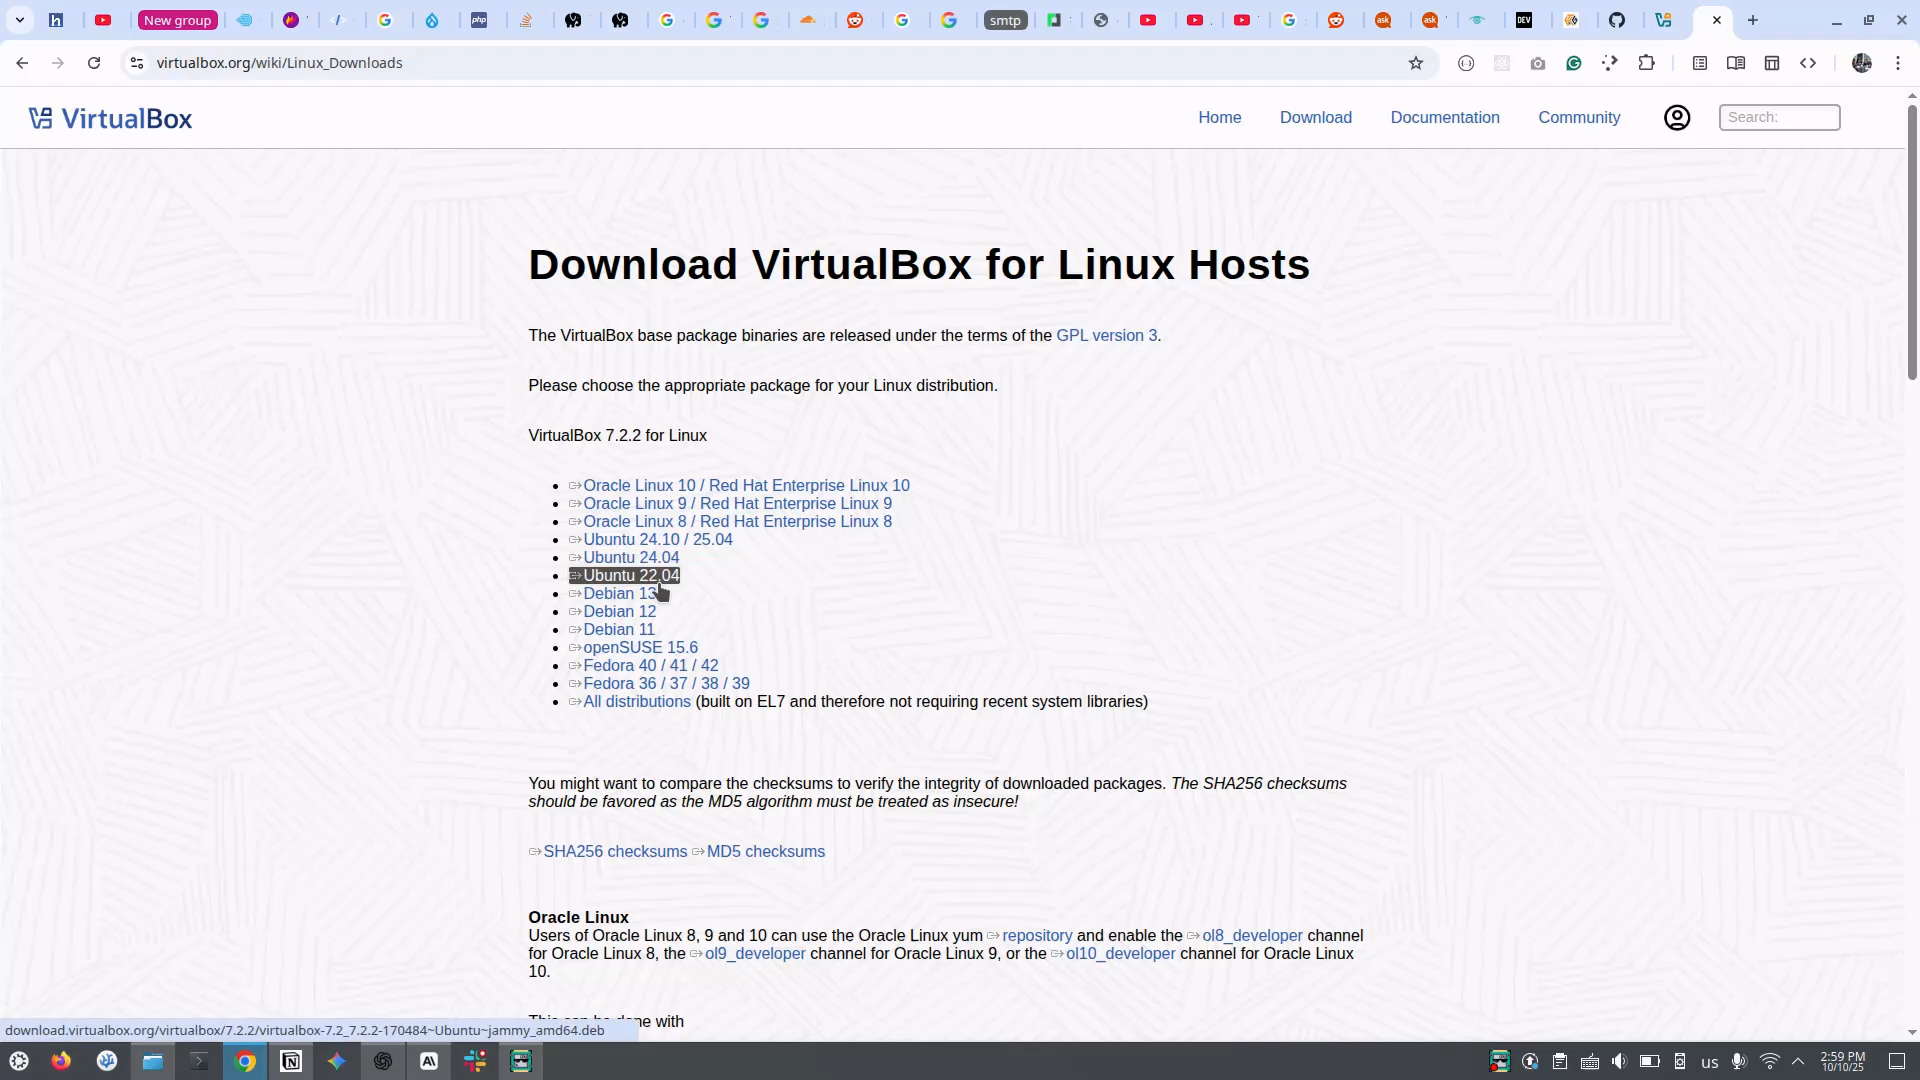 New group
smtp
virtualbox.org/wiki/Linux_Downloads
VirtualBox
Home
Download
Documentation
Community
Search:
Download VirtualBox for Linux Hosts
The VirtualBox base package binaries are released under the terms of the GPL version 3.
Please choose the appropriate package for your Linux distribution.
VirtualBox 7.2.2 for Linux
Oracle Linux 10 / Red Hat Enterprise Linux 10
Oracle Linux 9 / Red Hat Enterprise Linux 9
Oracle Linux 8 / Red Hat Enterprise Linux 8
Ubuntu 24.10 / 25.04
Ubuntu 24.04
Ubuntu 22.04
Debian 13
Debian 12
Debian 11
openSUSE 15.6
Fedora 40 / 41 / 42
Fedora 36 / 37 / 38 / 39
All distributions (built on EL7 and therefore not requiring recent system libraries)
You might want to compare the checksums to verify the integrity of downloaded packages. The SHA256 checksums
should be favored as the MD5 algorithm must be treated as insecure!
SHA256 checksums MD5 checksums
Oracle Linux
Users of Oracle Linux 8, 9 and 10 can use the Oracle Linux yum repository and enable the ol8_developer channel
for Oracle Linux 8, the ol9_developer channel for Oracle Linux 9, or the ol10_developer channel for Oracle Linux
10.
This can be done with
download.virtualbox.org/virtualbox/7.2.2/virtualbox-7.2_7.2.2-170484~Ubuntu~jammy_amd64.deb
us
2:59 PM
10/10/25